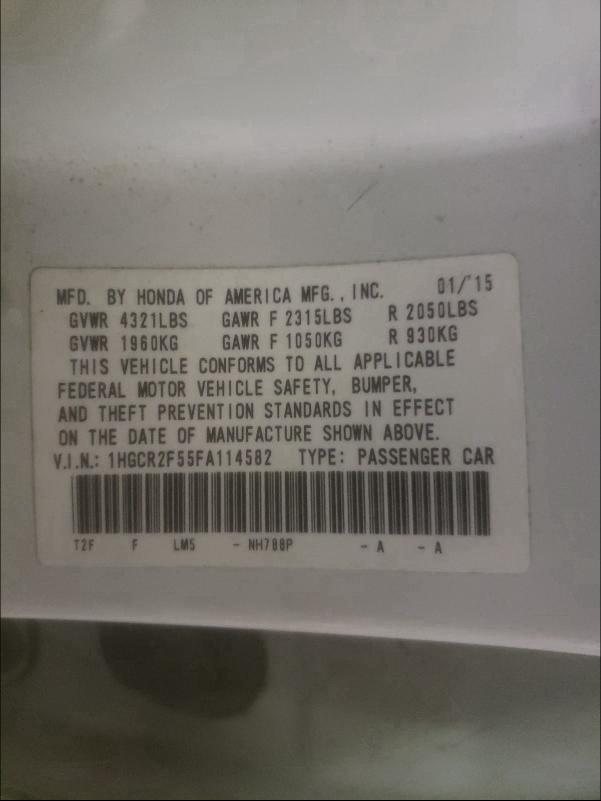 MFD. BY HONDA OF AMERICA MFG., INC. 01/'15
GVWR 4321LBS GAWR F 2315LBS R 2050LBS
GVWR 1960KG GAWR F 1050KG R 930KG
THIS VEHICLE CONFORMS TO ALL APPLICABLE
FEDERAL MOTOR VEHICLE SAFETY, BUMPER,
AND THEFT PREVENTION STANDARDS IN EFFECT
ON THE DATE OF MANUFACTURE SHOWN ABOVE.
V.I.N.: 1HGCR2F55FA114582 TYPE: PASSENGER CAR
T2F F LM5 - NH788P - A - A